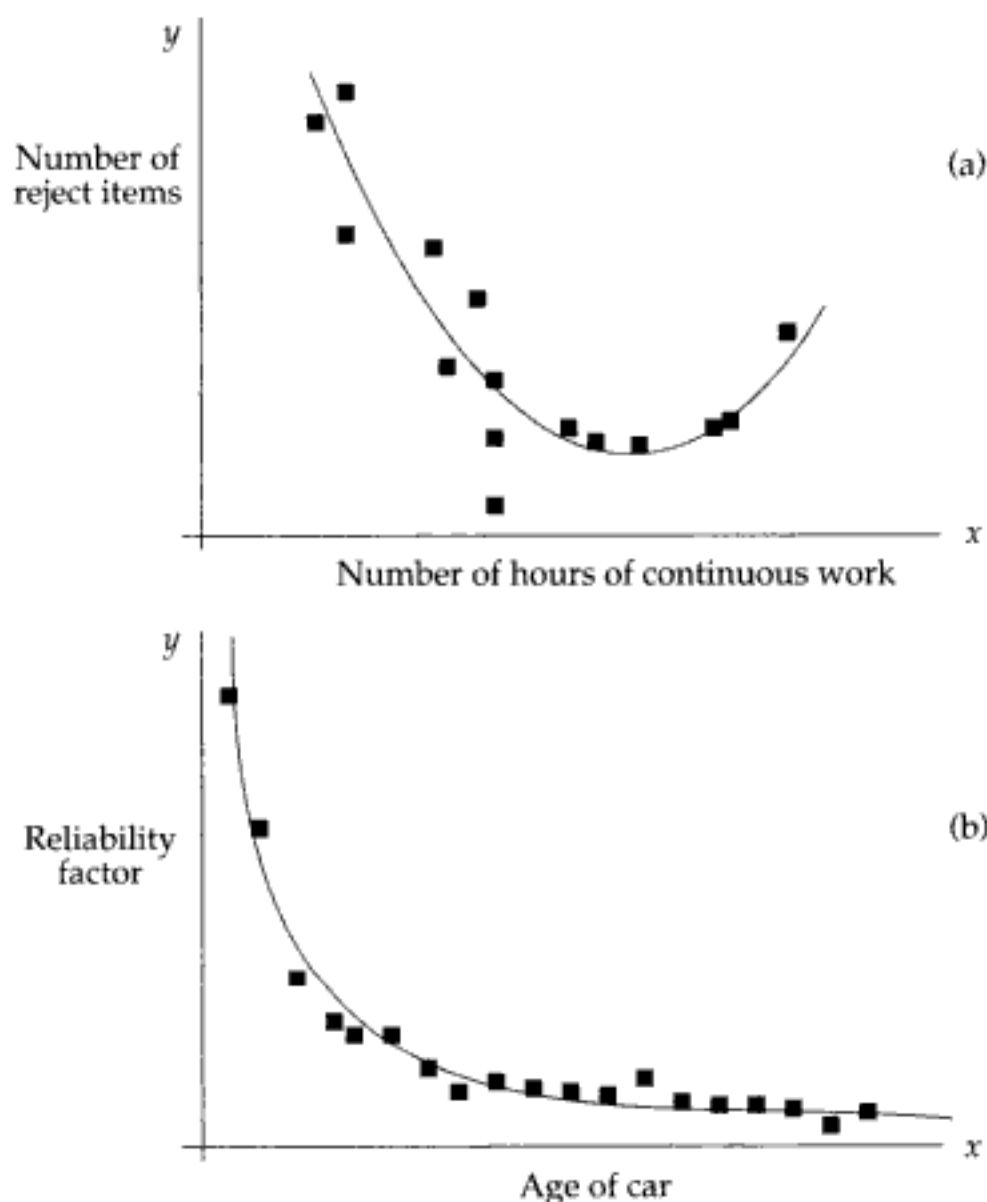 y
Number of
reject items
(a)
x
Number of hours of continuous work
y
Reliability
factor
(b)
x
Age of car